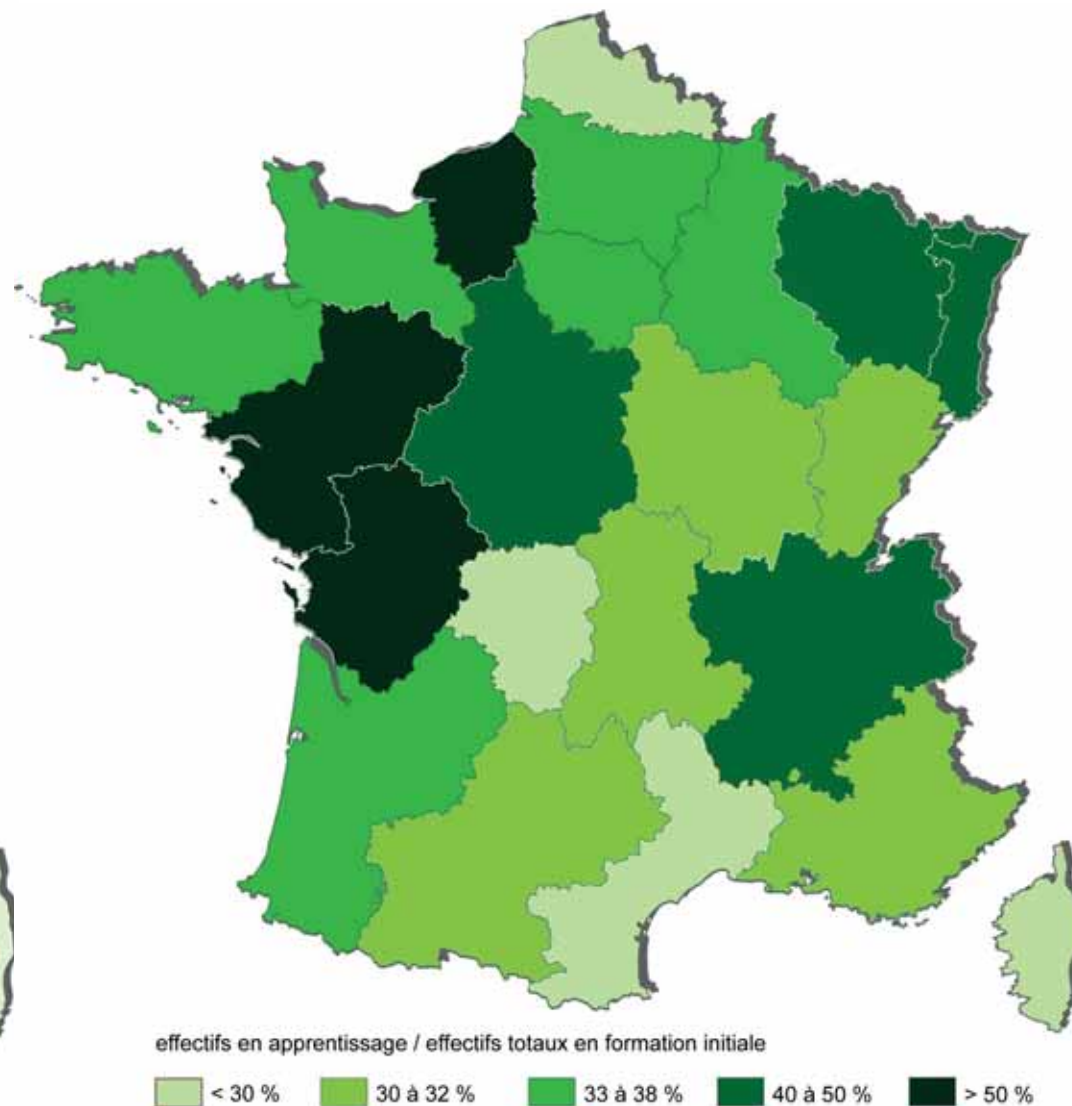 effectifs en apprentissage / effectifs totaux en formation initiale
< 30 % 30 à 32 % 33 à 38 % 40 à 50 % > 50 %